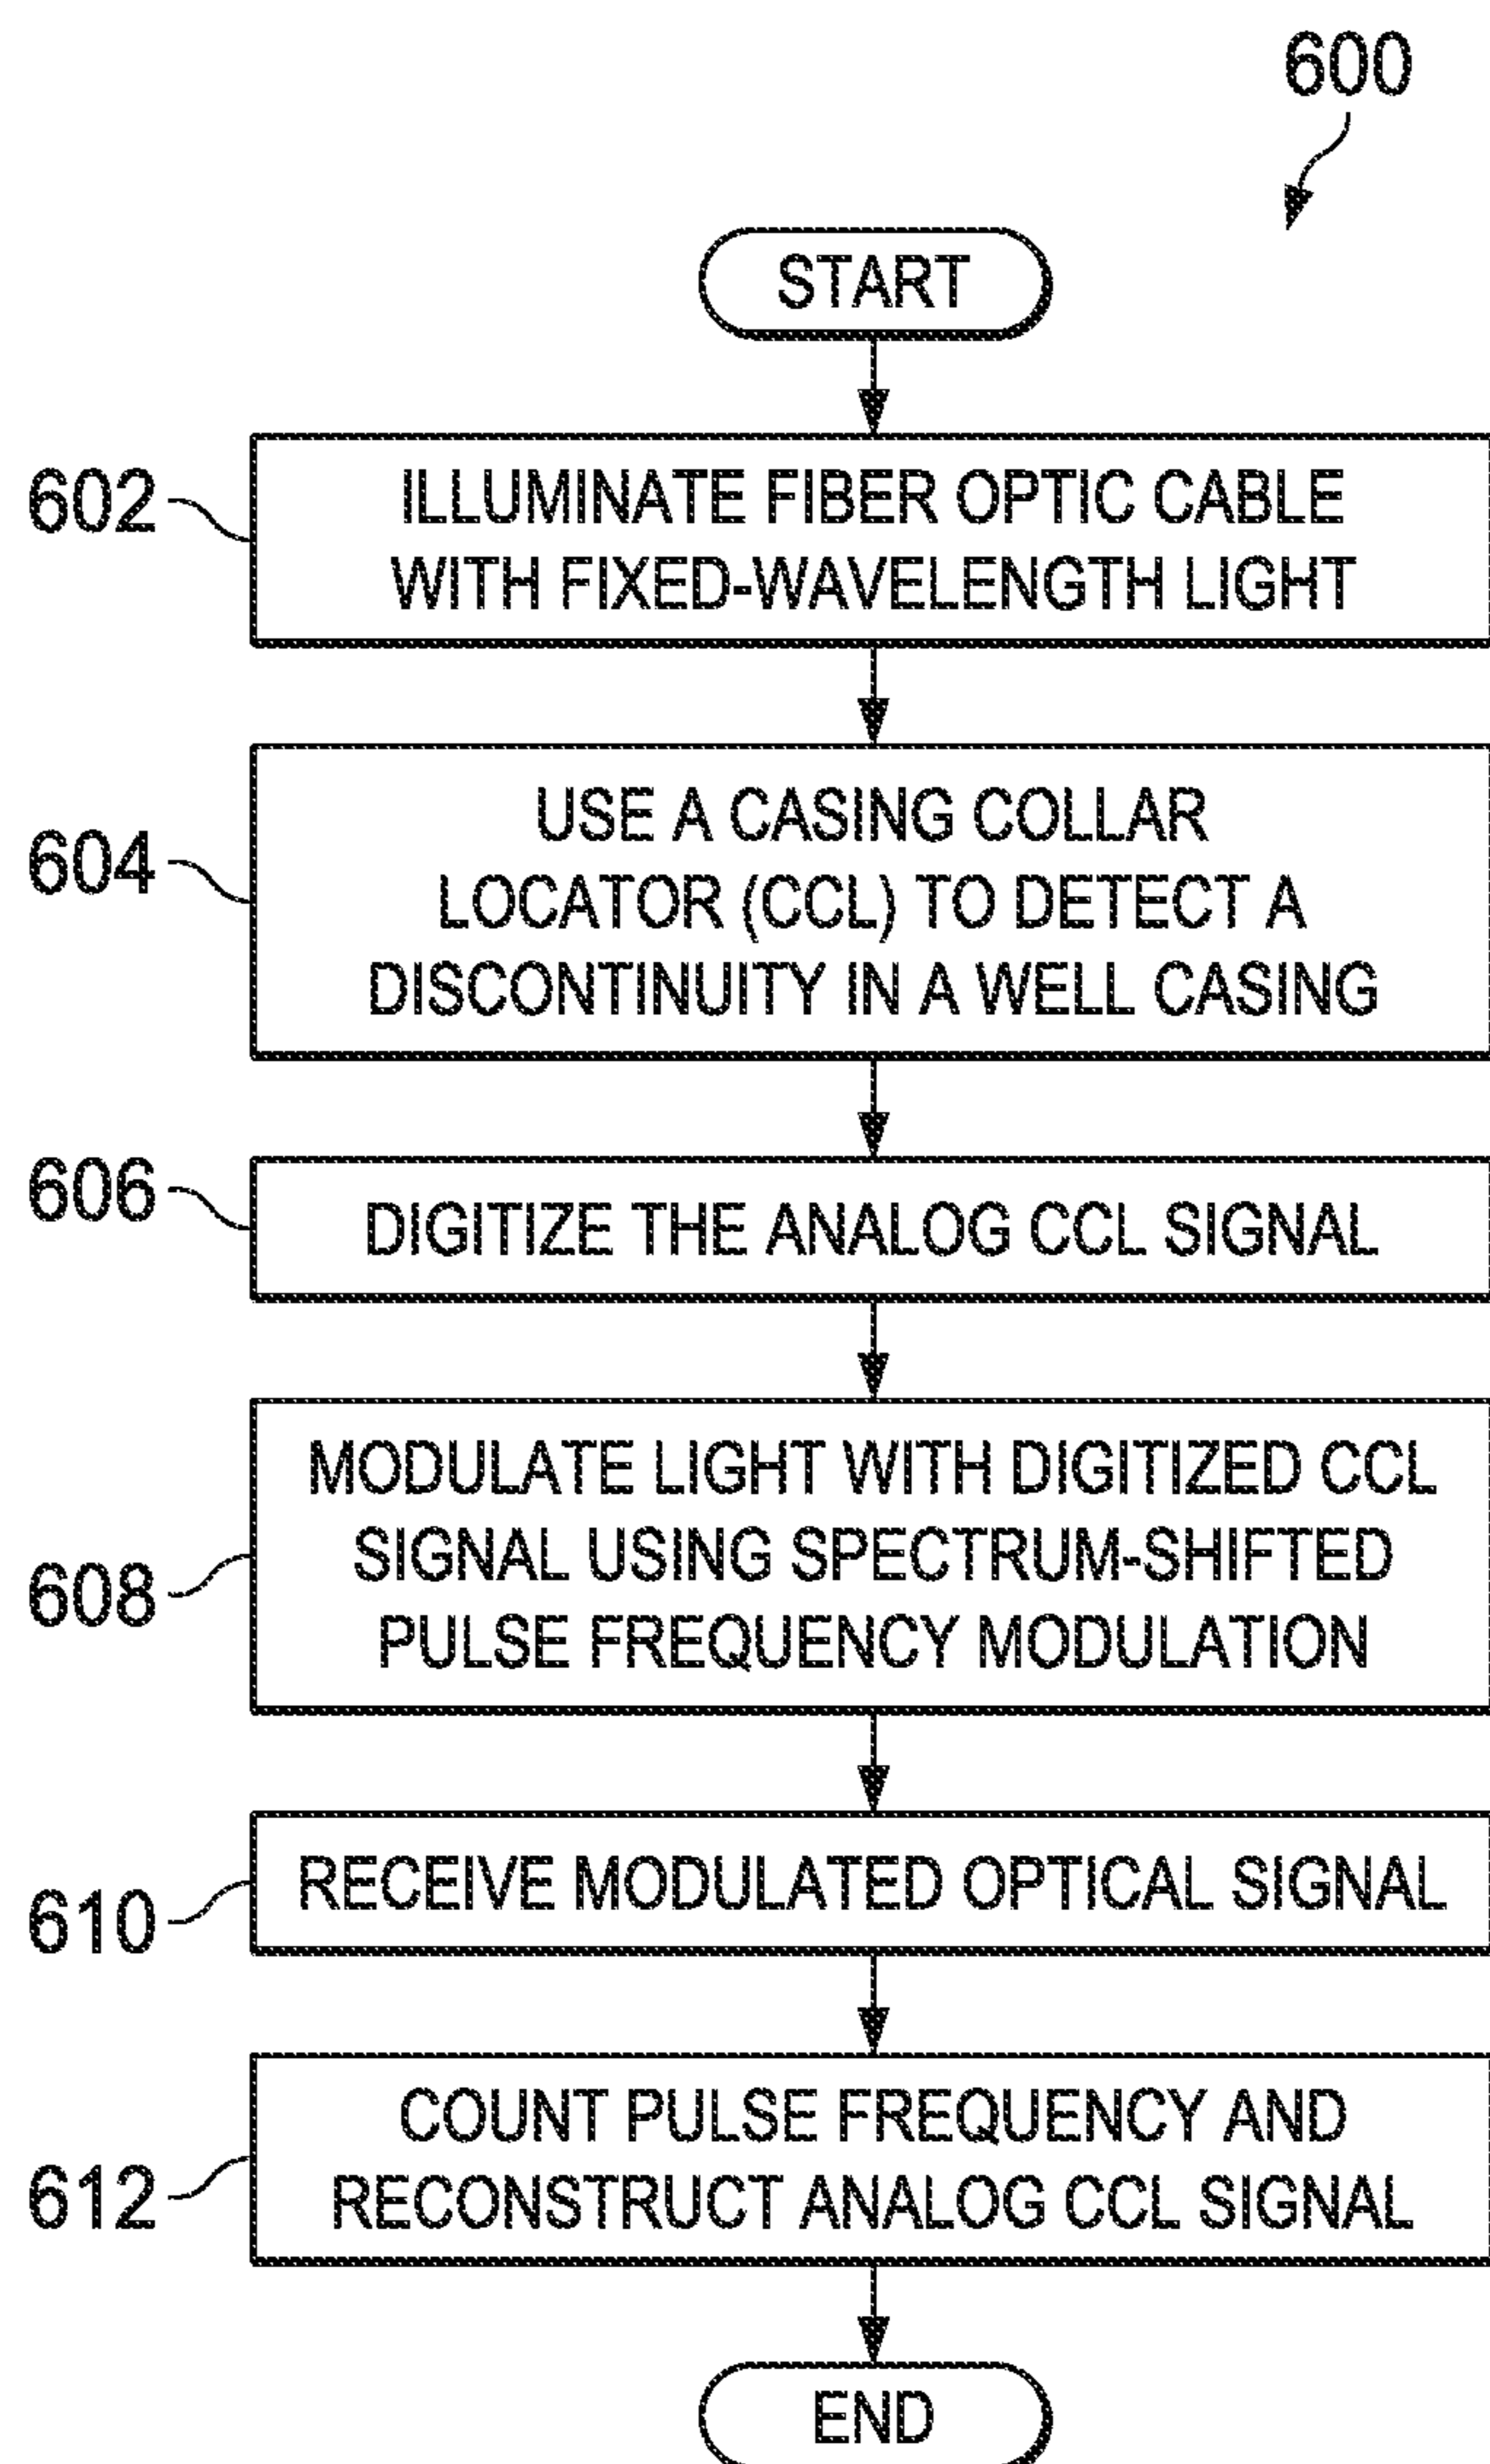 600
START
602
ILLUMINATE FIBER OPTIC CABLE
WITH FIXED-WAVELENGTH LIGHT
604
USE A CASING COLLAR
LOCATOR (CCL) TO DETECT A
DISCONTINUITY IN A WELL CASING
606
DIGITIZE THE ANALOG CCL SIGNAL
608
MODULATE LIGHT WITH DIGITIZED CCL
SIGNAL USING SPECTRUM-SHIFTED
PULSE FREQUENCY MODULATION
610
RECEIVE MODULATED OPTICAL SIGNAL
612
COUNT PULSE FREQUENCY AND
RECONSTRUCT ANALOG CCL SIGNAL
END